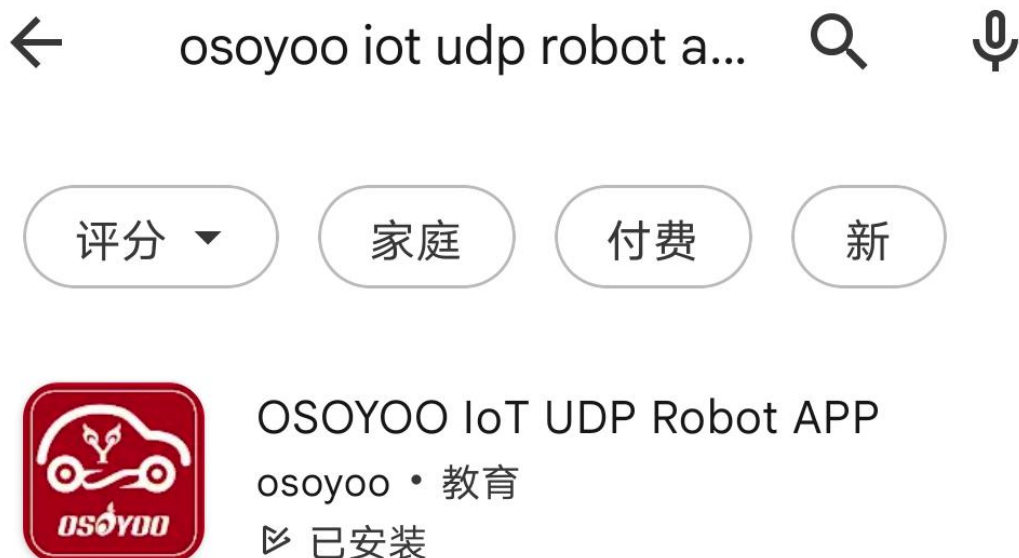 osoyoo iot udp robot a...
评分 家庭 付费 新
OSOYOO IoT UDP Robot APP
osoyoo • 教育
已安装
OSOYOO